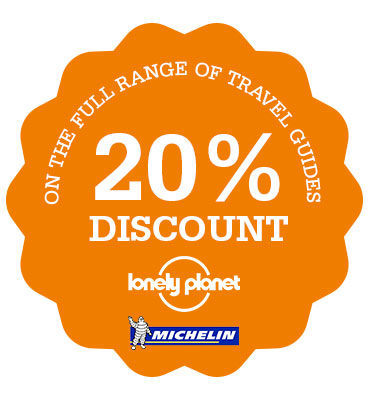 ON THE FULL RANGE OF TRAVEL GUIDES
20%
DISCOUNT
lonely planet
MICHELIN